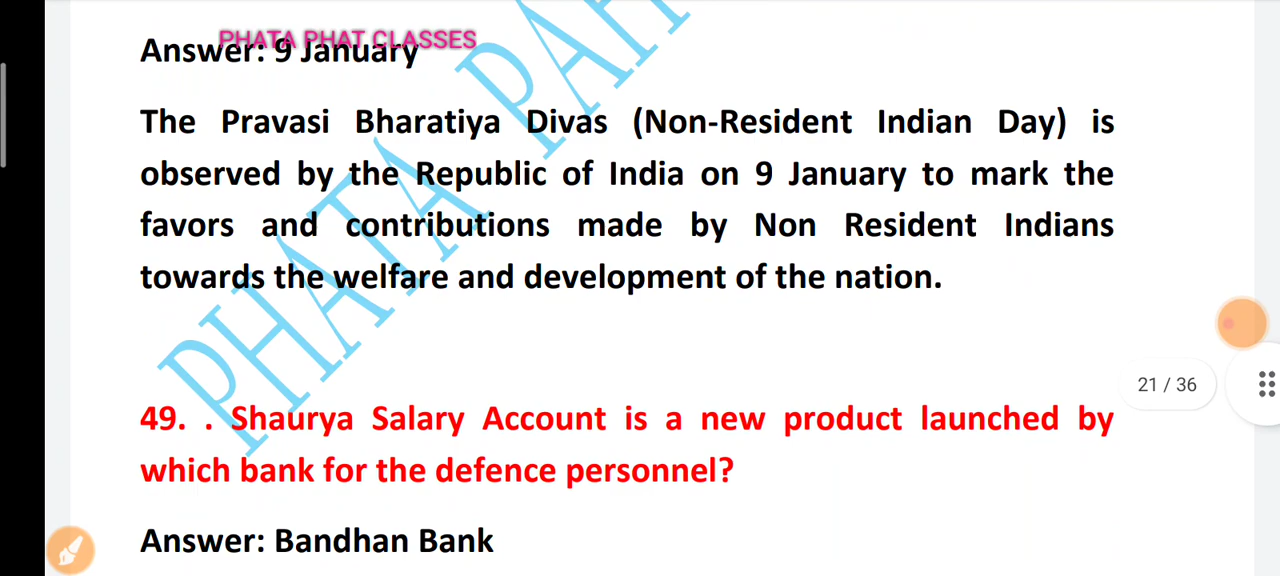 PHATA PHAT CLASSES
Answer: 9 January
The Pravasi Bharatiya Divas (Non-Resident Indian Day) is
observed by the Republic of India on 9 January to mark the
favors and contributions made by Non Resident Indians
towards the welfare and development of the nation.
PHATA PAH
21 / 36
49. . Shaurya Salary Account is a new product launched by
which bank for the defence personnel?
Answer: Bandhan Bank